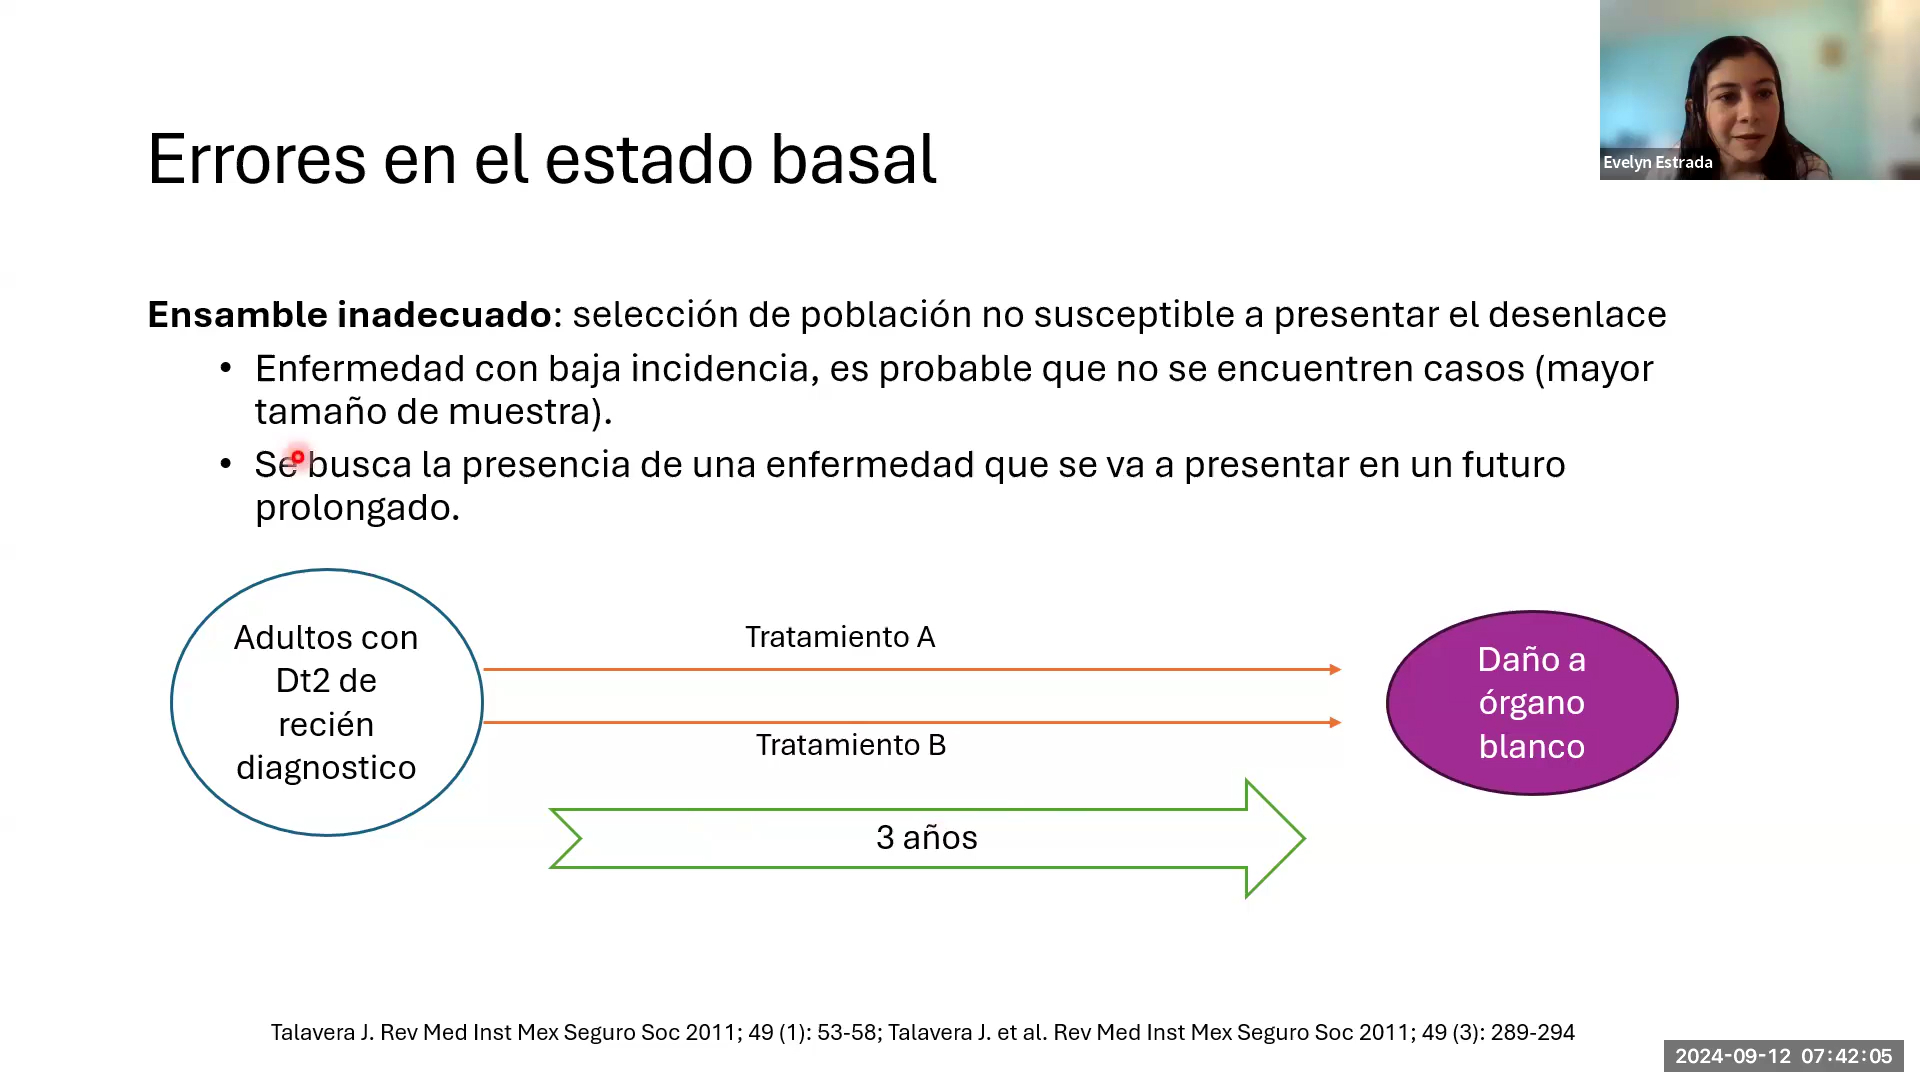 Errores en el estado basal
Evelyn Estrada
Ensamble inadecuado: selección de población no susceptible a presentar el desenlace
• Enfermedad con baja incidencia, es probable que no se encuentren casos (mayor
tamaño de muestra).
• Se busca la presencia de una enfermedad que se va a presentar en un futuro
prolongado.
Adultos con
Dt2 de
recién
diagnostico
Tratamiento A
Tratamiento B
3 años
Daño a
órgano
blanco
Talavera J. Rev Med Inst Mex Seguro Soc 2011; 49 (1): 53-58; Talavera J. et al. Rev Med Inst Mex Seguro Soc 2011; 49 (3): 289-294
2024-09-12 07:42:05